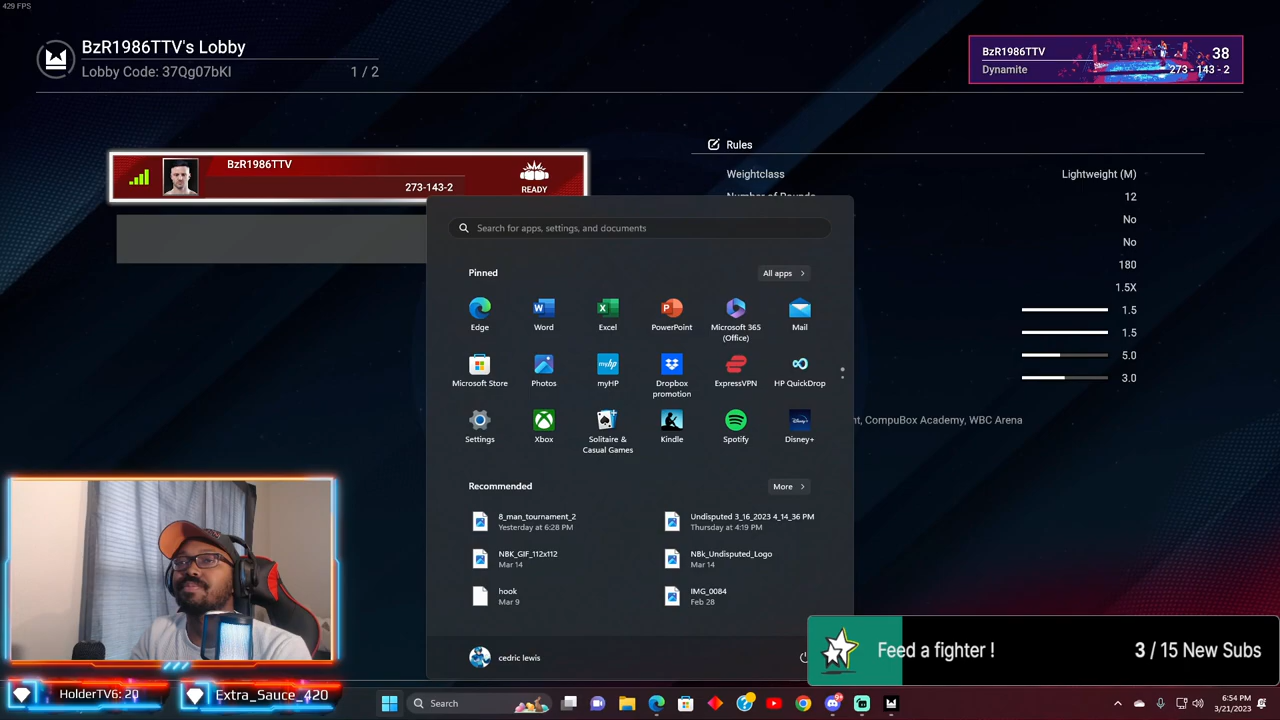 429 FPS
BzR1986TTV's Lobby
Lobby Code: 37Qg07bKI 1 / 2
BzR1986TTV 38
Dynamite 273 - 143 - 2
BzR1986TTV
273-143-2
READY
Rules
Weightclass Lightweight (M)
12
No
No
180
1.5X
1.5
1.5
5.0
3.0
CompuBox Academy, WBC Arena
Search for apps, settings, and documents
Pinned All apps
Edge Word Excel PowerPoint Microsoft 365 (Office) Mail
Microsoft Store Photos myHP Dropbox promotion ExpressVPN HP QuickDrop
Settings Xbox Solitaire & Casual Games Kindle Spotify Disney+
Recommended More
8_man_tournament_2
Yesterday at 6:28 PM
Undisputed 3_16_2023 4_14_36 PM
Thursday at 4:19 PM
NBK_GIF_112x112
Mar 14
NBk_Undisputed_Logo
Mar 14
hook
Mar 9
IMG_0084
Feb 28
cedric lewis
Feed a fighter ! 3 / 15 New Subs
HolderTV6: 20 Extra_Sauce_420
Search
6:54 PM
3/21/2023